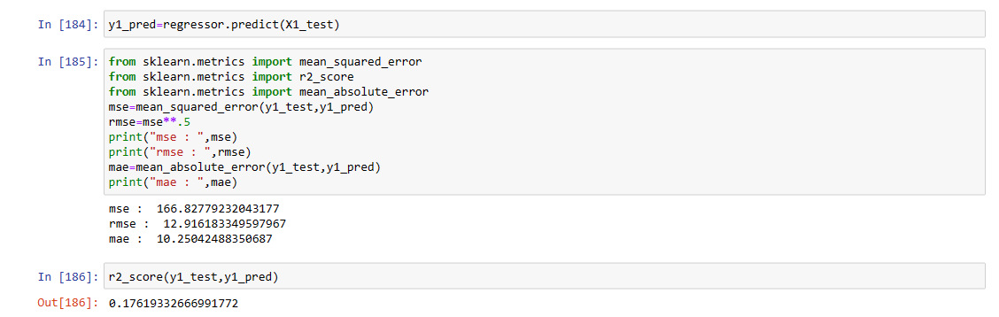 In [184]: y1_pred=regressor.predict(X1_test)
In [185]: from sklearn.metrics import mean_squared_error
from sklearn.metrics import r2_score
from sklearn.metrics import mean_absolute_error
mse=mean_squared_error(y1_test,y1_pred)
rmse=mse**.5
print("mse : ",mse)
print("rmse : ",rmse)
mae=mean_absolute_error(y1_test,y1_pred)
print("mae : ",mae)
mse :  166.82779232043177
rmse :  12.916183349597967
mae :  10.25042488350687
In [186]: r2_score(y1_test,y1_pred)
Out[186]: 0.17619332666991772